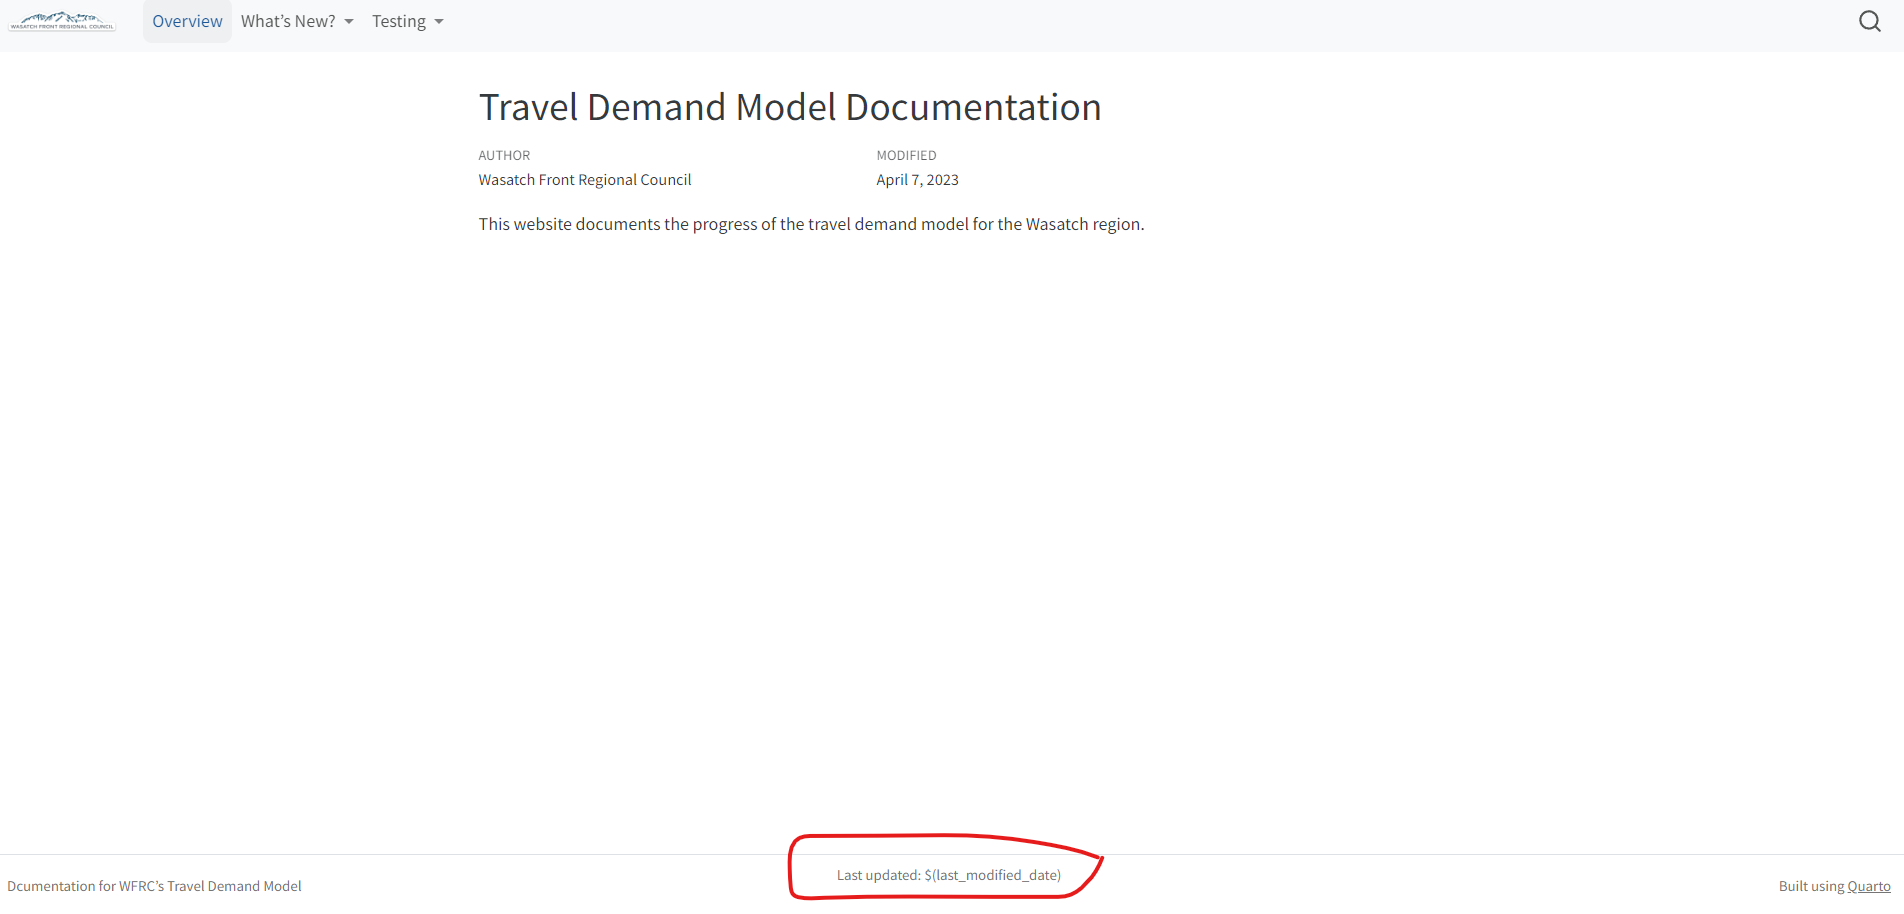 WASATCH FRONT REGIONAL COUNCIL
Overview What's New? Testing
Travel Demand Model Documentation
AUTHOR MODIFIED
Wasatch Front Regional Council April 7, 2023
This website documents the progress of the travel demand model for the Wasatch region.
Last updated: $(last_modified_date)
Dcumentation for WFRC's Travel Demand Model
Built using Quarto